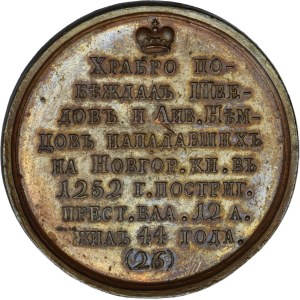 ХРАБРО ПО-
БѢЖДАЛЪ ШВЕ-
ДОВЪ И ЛИВ. НѢМ-
ЦОВЪ НАПАДАВШИХЪ
НА НОВГОР. КН. ВЪ
1252 Г. ПОСТРИГ.
ПРЕСТ. ВЛА. 12 Л.
ЖИЛЪ 44 ГОДА.
(26)